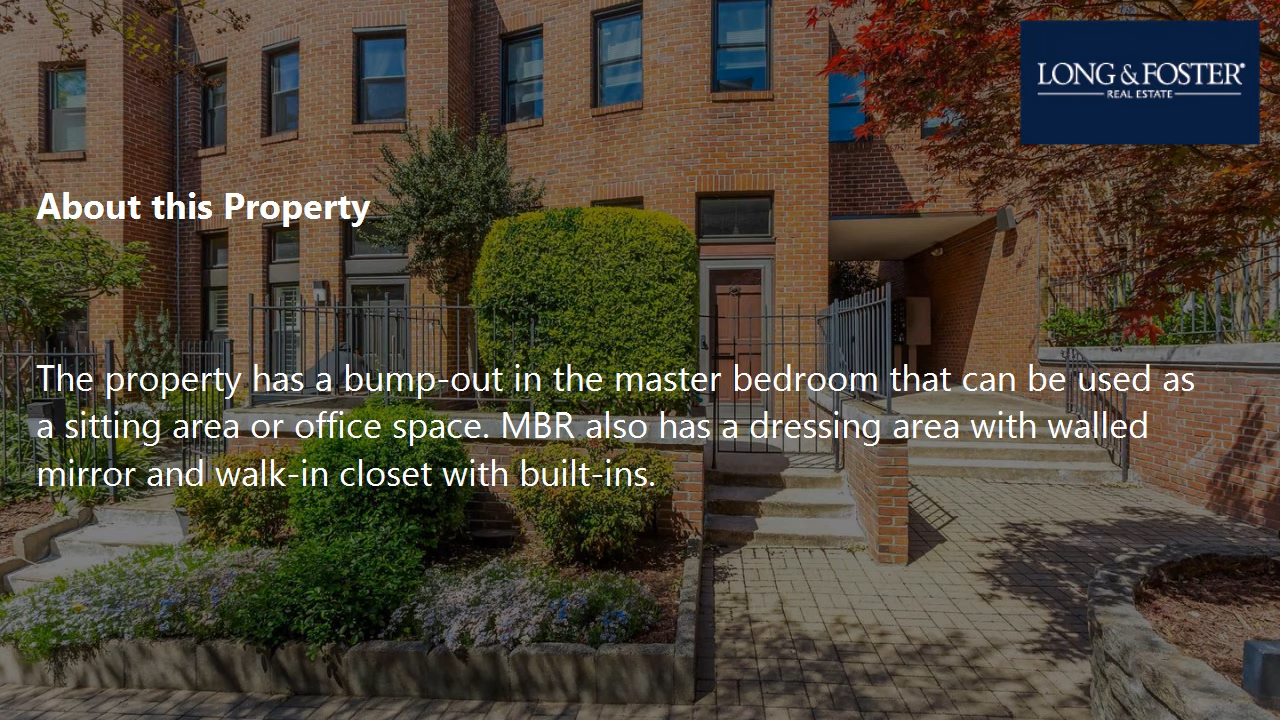 LONG & FOSTER®
REAL ESTATE
About this Property
The property has a bump-out in the master bedroom that can be used as
a sitting area or office space. MBR also has a dressing area with walled
mirror and walk-in closet with built-ins.